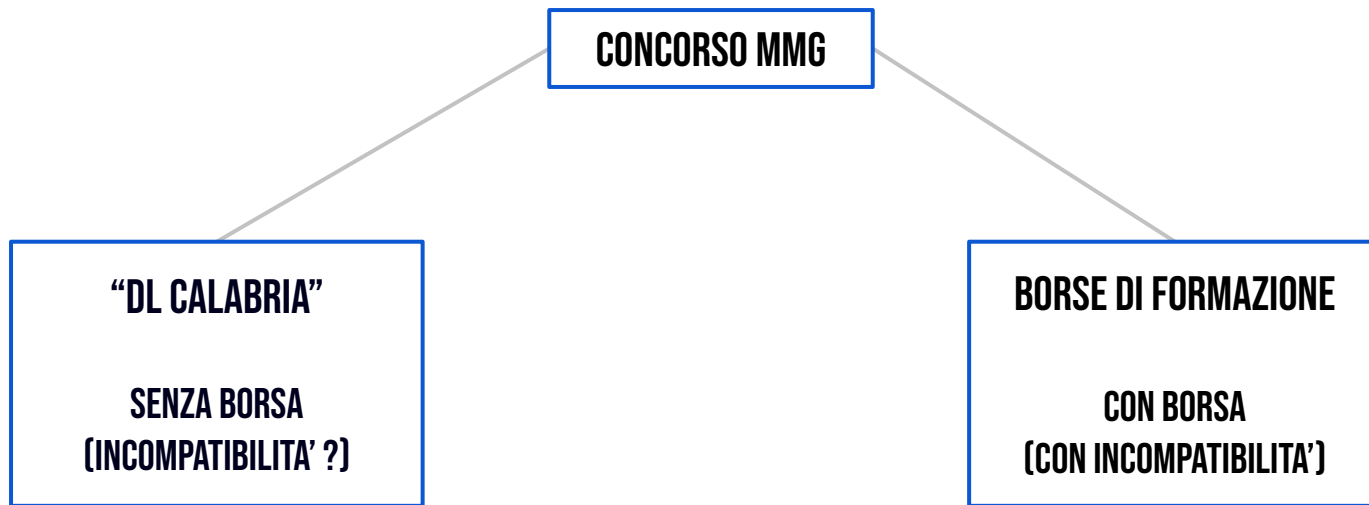 CONCORSO MMG
“DL CALABRIA”
SENZA BORSA
(INCOMPATIBILITA’ ?)
BORSE DI FORMAZIONE
CON BORSA
(CON INCOMPATIBILITA’)